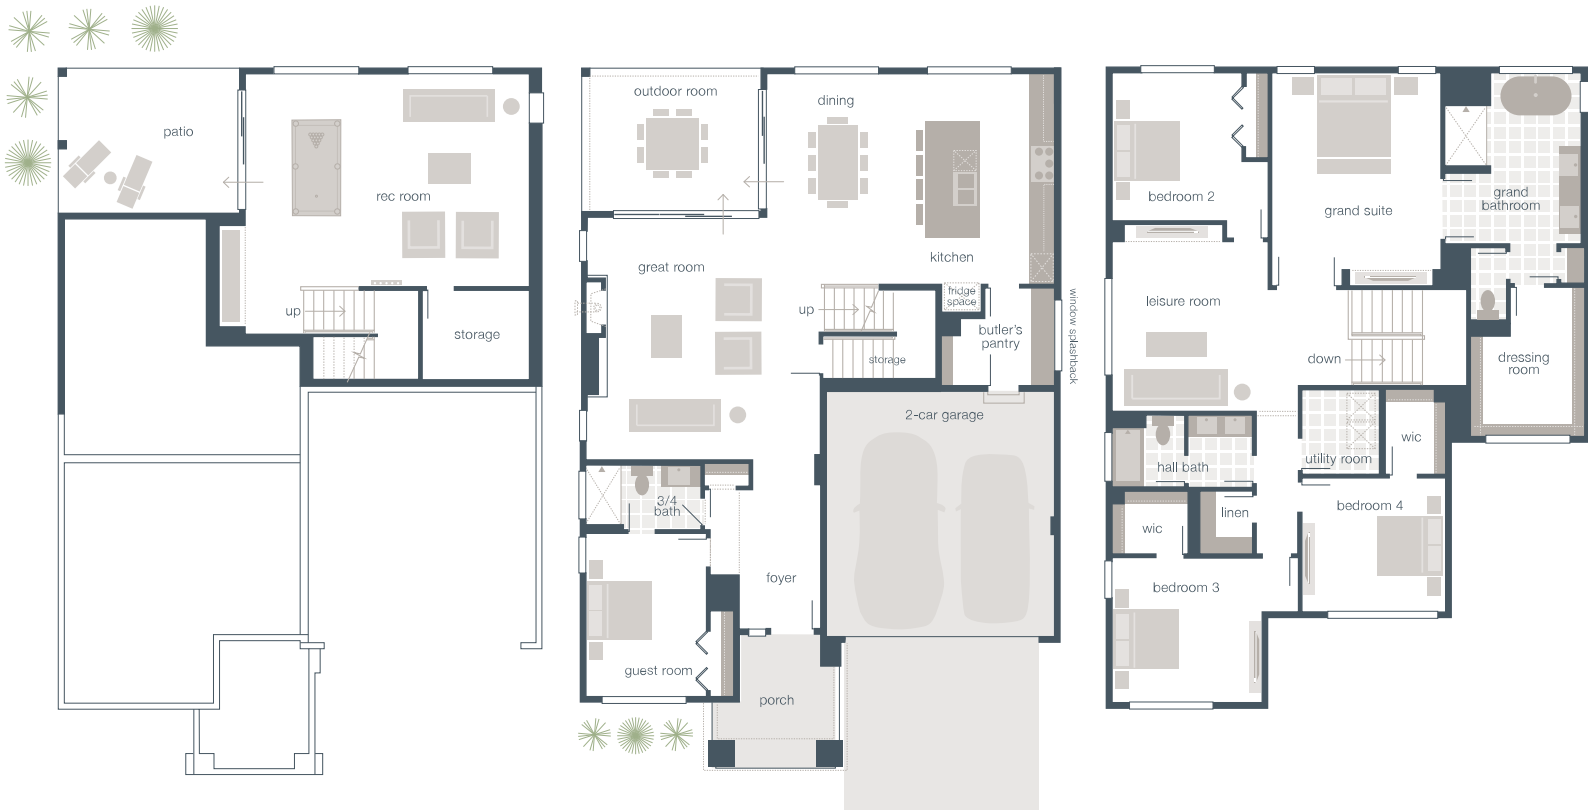 patio
rec room
up
storage
outdoor room
dining
great room
kitchen
fridge
space
up
storage
butler's
pantry
window splashback
2-car garage
3/4
bath
foyer
guest room
porch
bedroom 2
grand suite
grand
bathroom
leisure room
down
dressing
room
wic
utility room
hall bath
linen
wic
bedroom 4
bedroom 3